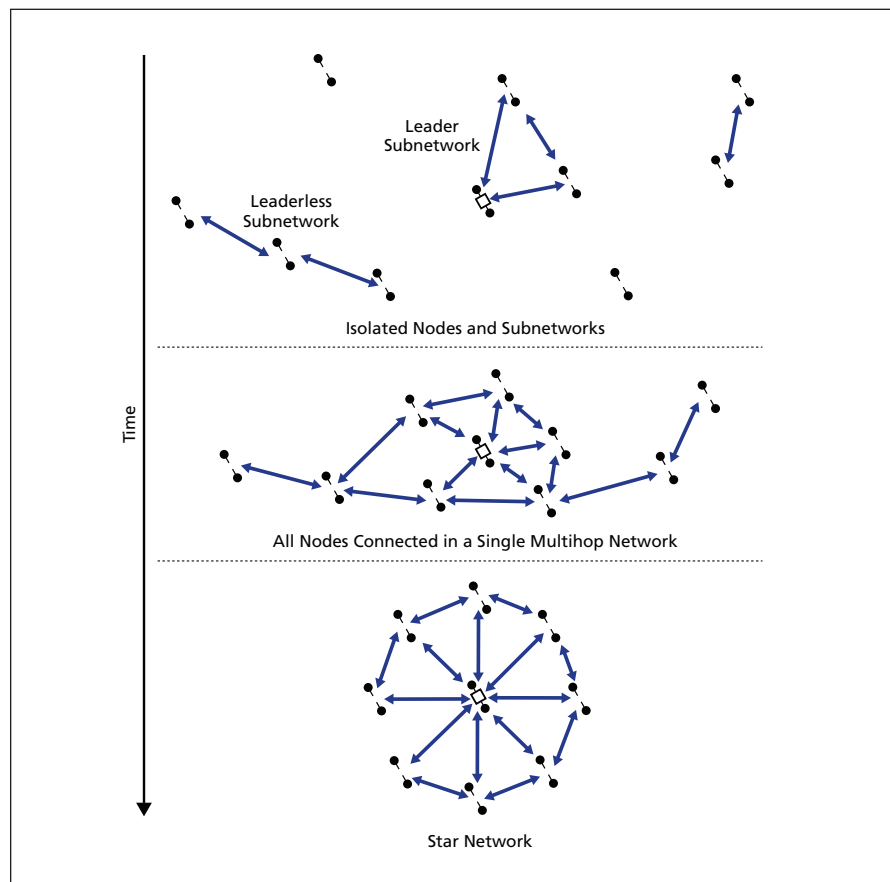 Leader
Subnetwork
Leaderless
Subnetwork
Isolated Nodes and Subnetworks
Time
All Nodes Connected in a Single Multihop Network
Star Network